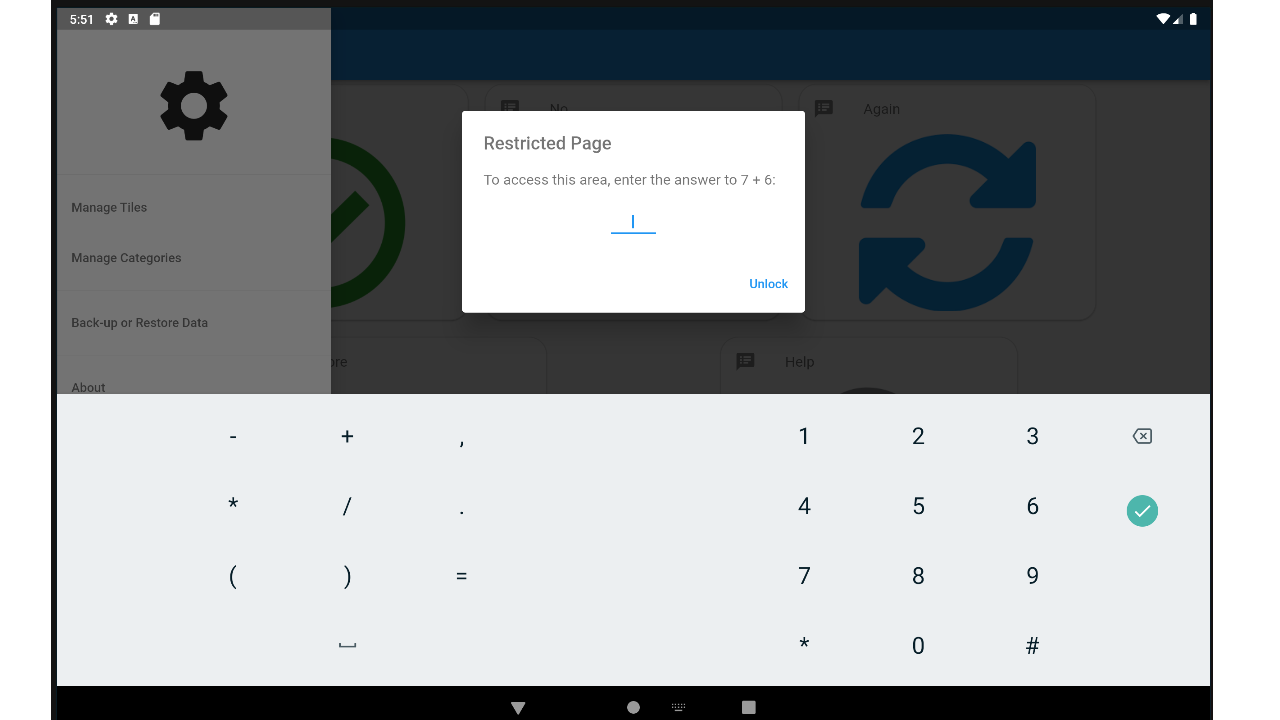 5:51
No
Again
Restricted Page
To access this area, enter the answer to 7 + 6:
Unlock
Manage Tiles
Manage Categories
Back-up or Restore Data
About
ore
Help
- + , 1 2 3
* / . 4 5 6
( ) = 7 8 9
* 0 #